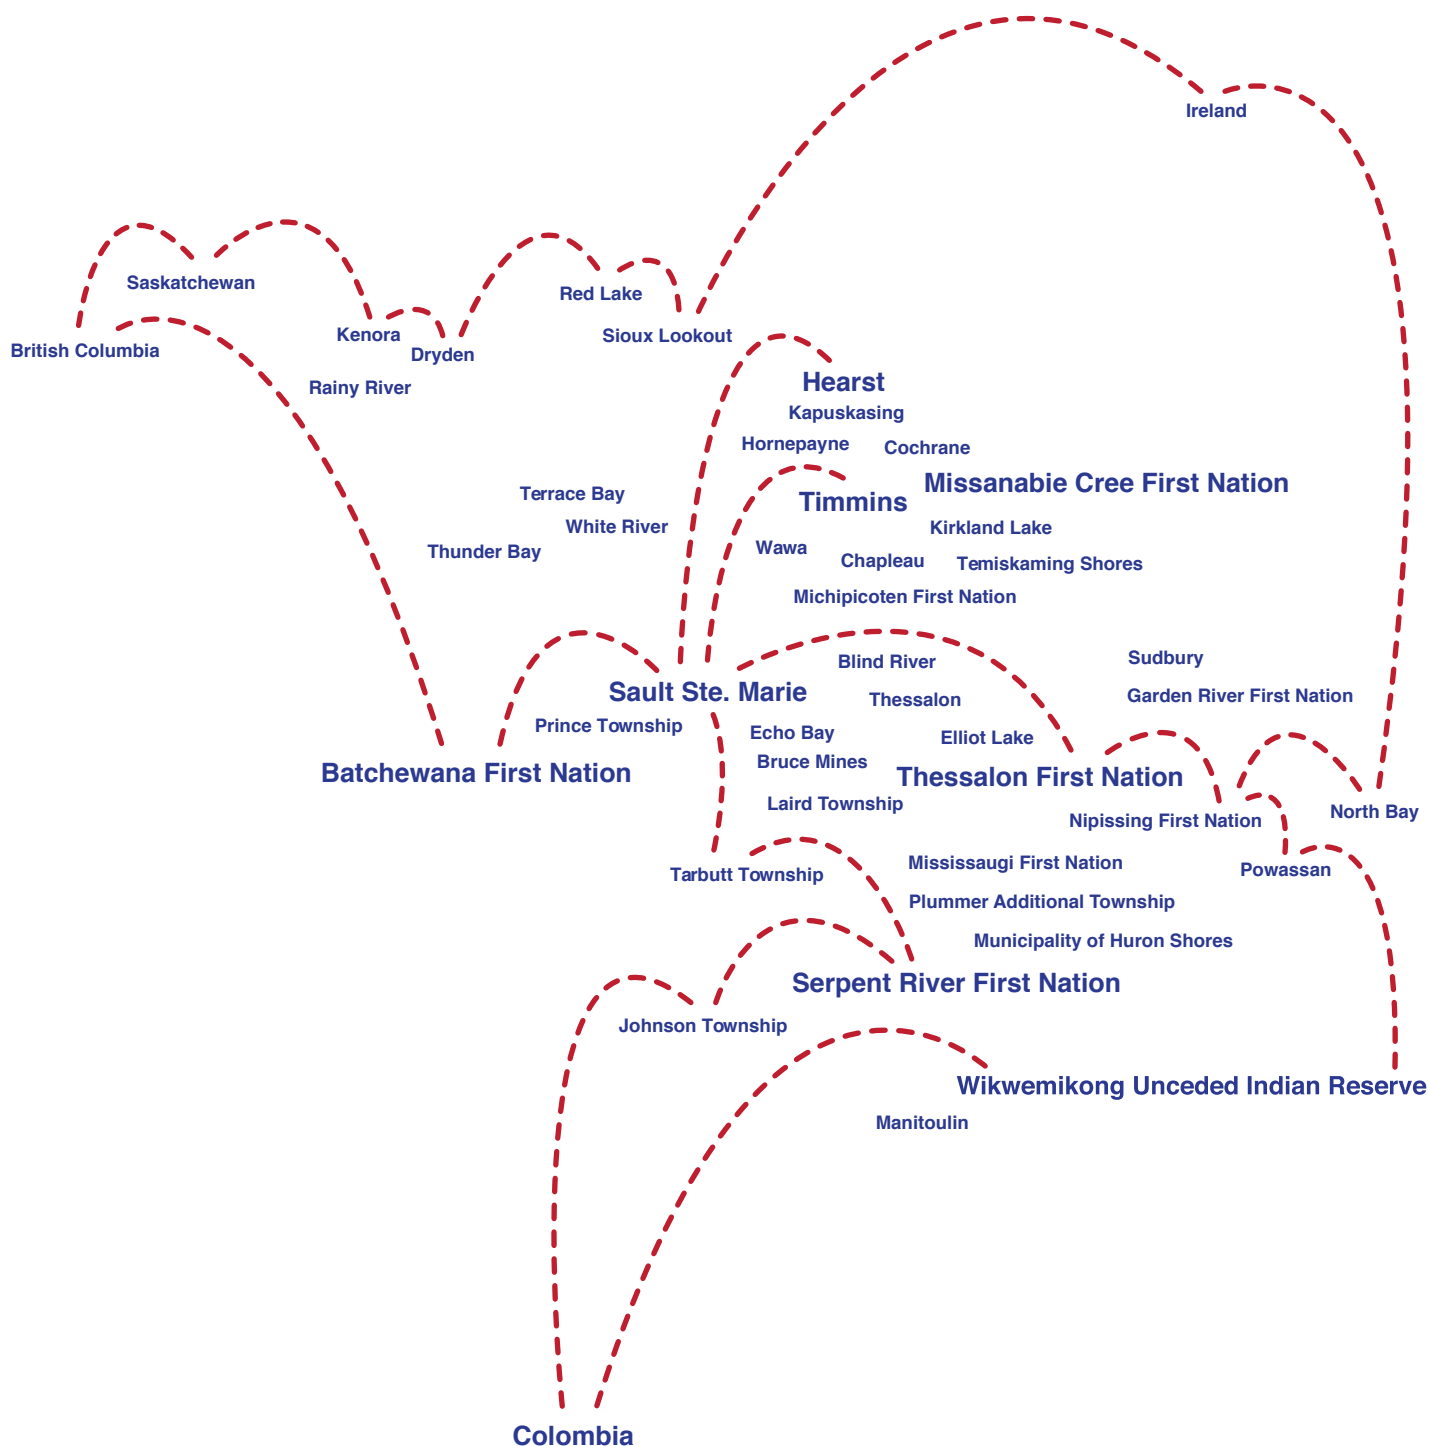 Ireland
Saskatchewan
Red Lake
Kenora
Sioux Lookout
British Columbia
Dryden
Rainy River
Hearst
Kapuskasing
Hornepayne
Cochrane
Missanabie Cree First Nation
Terrace Bay
Timmins
White River
Kirkland Lake
Thunder Bay
Wawa
Chapleau
Temiskaming Shores
Michipicoten First Nation
Blind River
Sudbury
Sault Ste. Marie
Thessalon
Garden River First Nation
Prince Township
Echo Bay
Elliot Lake
Bruce Mines
Batchewana First Nation
Thessalon First Nation
Laird Township
Nipissing First Nation
North Bay
Mississaugi First Nation
Tarbutt Township
Powassan
Plummer Additional Township
Municipality of Huron Shores
Serpent River First Nation
Johnson Township
Wikwemikong Unceded Indian Reserve
Manitoulin
Colombia